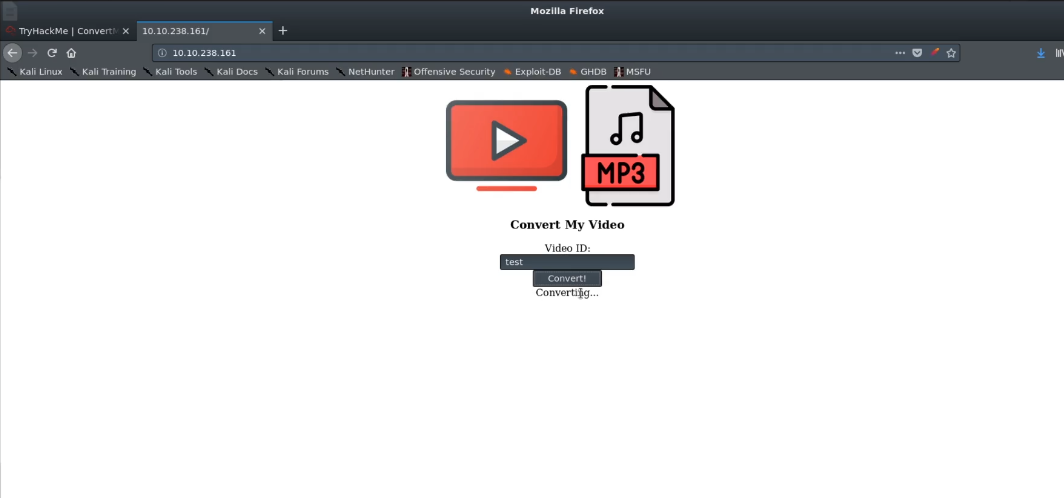 Mozilla Firefox
TryHackMe | ConvertM
10.10.238.161/
10.10.238.161
Kali Linux Kali Training Kali Tools Kali Docs Kali Forums NetHunter Offensive Security Exploit-DB GHDB MSFU
MP3
Convert My Video
Video ID:
test
Convert!
Converting...